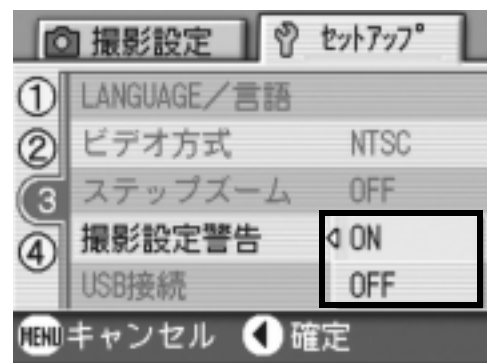 撮影設定 セットアップ
① LANGUAGE／言語
② ビデオ方式 NTSC
3 ステップズーム OFF
④ 撮影設定警告 ON
USB接続 OFF
MENU キャンセル 確定